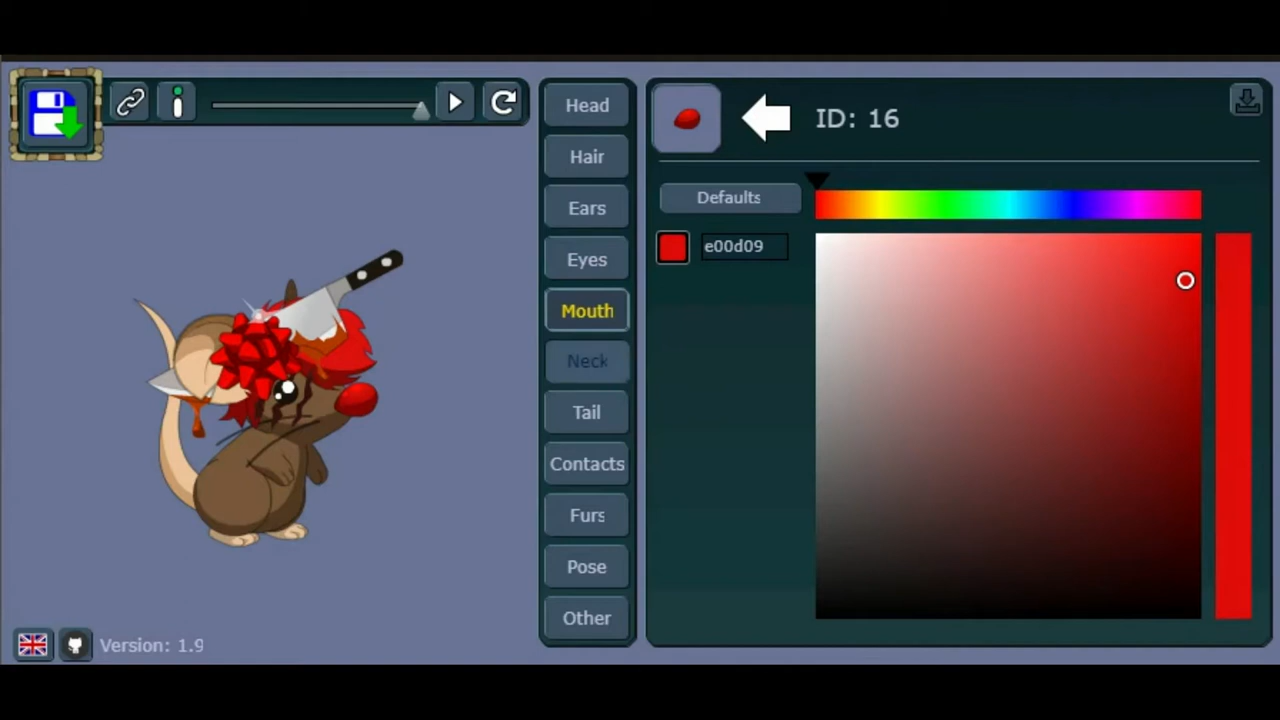 ID: 16
Head
Hair
Ears
Eyes
Mouth
Neck
Tail
Contacts
Furs
Pose
Other
Defaults
e00d09
Version: 1.9